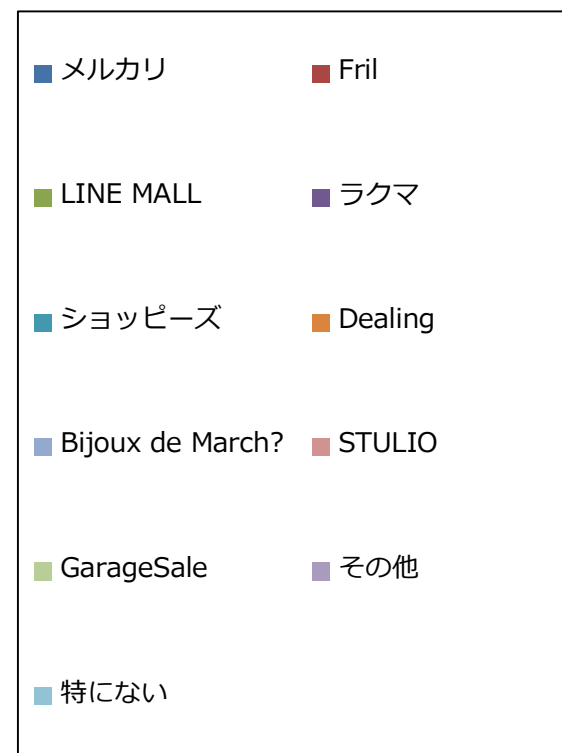 メルカリ Fril
LINE MALL ラクマ
ショッピーズ Dealing
Bijoux de March? STULIO
GarageSale その他
特にない